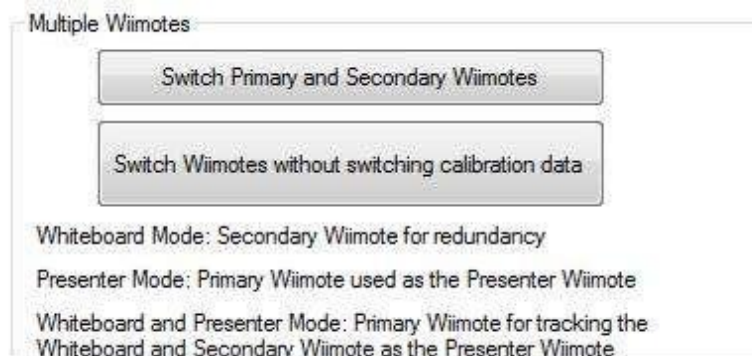 Multiple Wiimotes
Switch Primary and Secondary Wiimotes
Switch Wiimotes without switching calibration data
Whiteboard Mode: Secondary Wiimote for redundancy
Presenter Mode: Primary Wiimote used as the Presenter Wiimote
Whiteboard and Presenter Mode: Primary Wiimote for tracking the
Whiteboard and Secondary Wiimote as the Presenter Wiimote